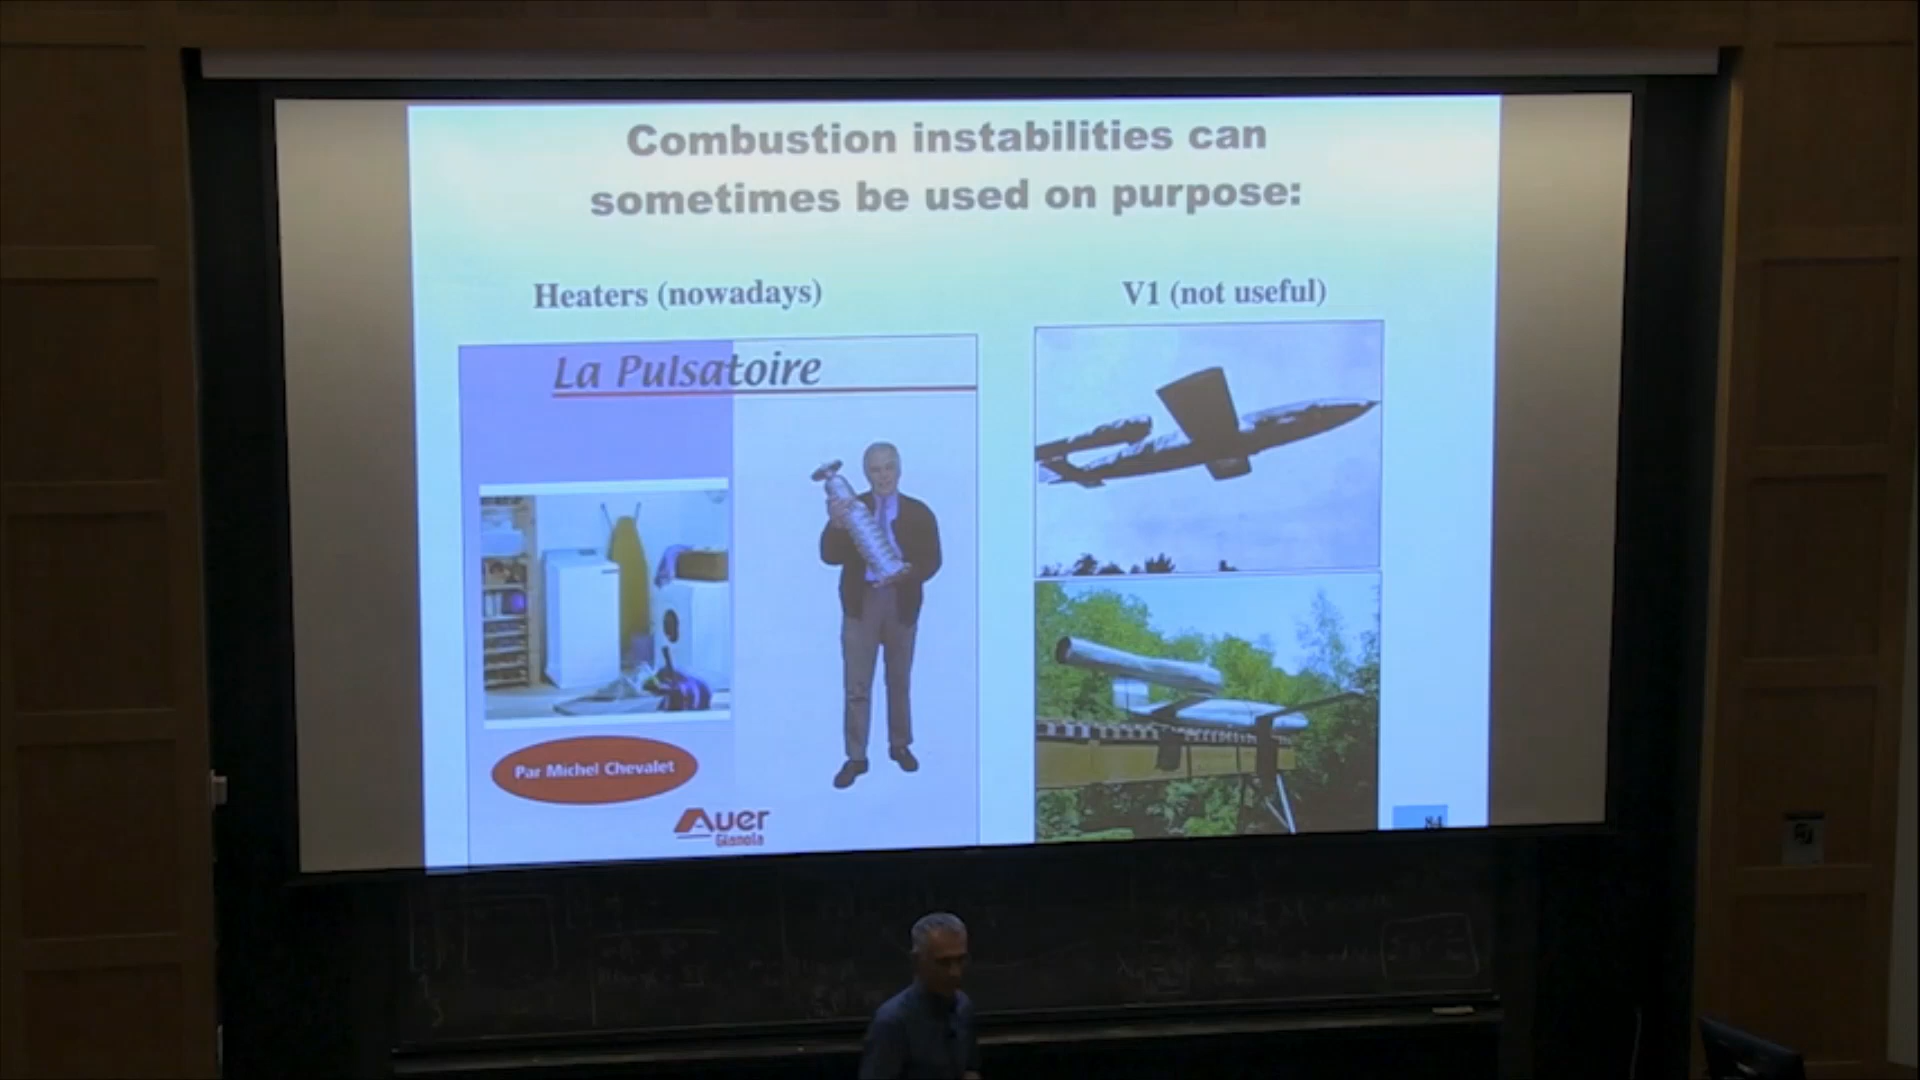 Combustion instabilities can
sometimes be used on purpose:
Heaters (nowadays)
V1 (not useful)
La Pulsatoire
Par Michel Chevalet
Auer
Gianola
84